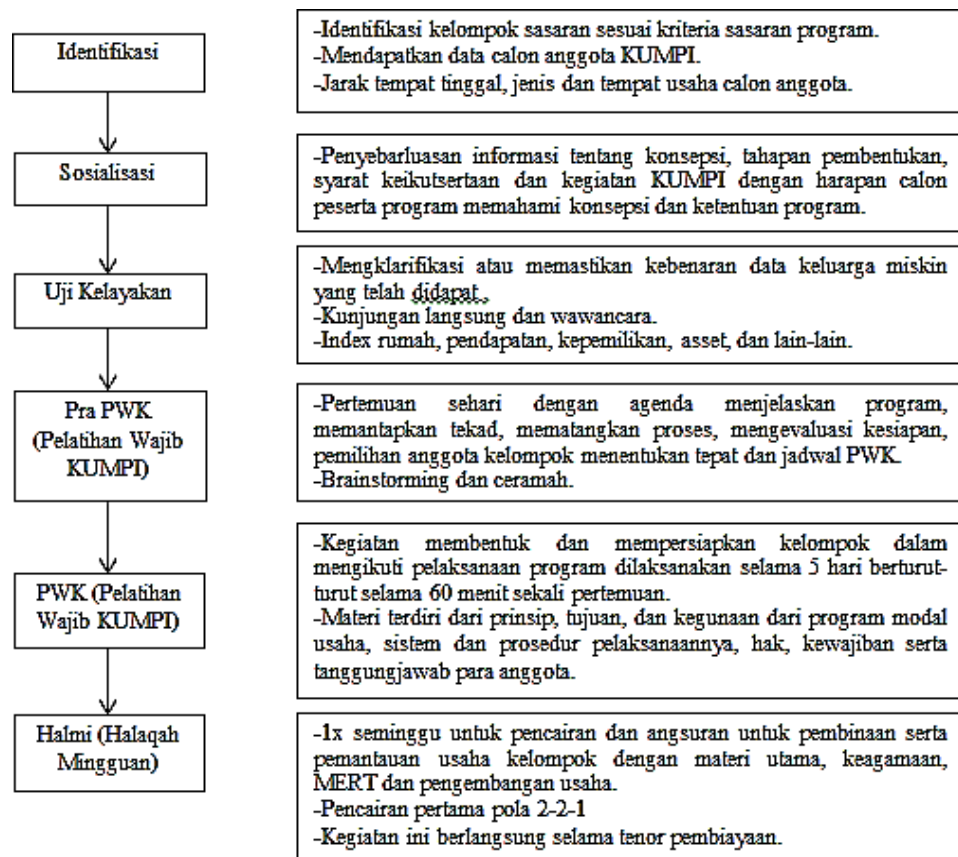 Identifikasi
-Identifikasi kelompok sasaran sesuai kriteria sasaran program.
-Mendapatkan data calon anggota KUMPI.
-Jarak tempat tinggal, jenis dan tempat usaha calon anggota.
Sosialisasi
-Penyebarluasan informasi tentang konsepsi, tahapan pembentukan,
syarat keikutsertaan dan kegiatan KUMPI dengan harapan calon
peserta program memahami konsepsi dan ketentuan program.
Uji Kelayakan
-Mengklarifikasi atau memastikan kebenaran data keluarga miskin
yang telah didapat.,
-Kunjungan langsung dan wawancara.
-Index rumah, pendapatan, kepemilikan, asset, dan lain-lain.
Pra PWK
(Pelatihan Wajib
KUMPI)
-Pertemuan sehari dengan agenda menjelaskan program,
memantapkan tekad, mematangkan proses, mengevaluasi kesiapan,
pemilihan anggota kelompok menentukan tepat dan jadwal PWK.
-Brainstorming dan ceramah.
PWK (Pelatihan
Wajib KUMPI)
-Kegiatan membentuk dan mempersiapkan kelompok dalam
mengikuti pelaksanaan program dilaksanakan selama 5 hari berturut-
turut selama 60 menit sekali pertemuan.
-Materi terdiri dari prinsip, tujuan, dan kegunaan dari program modal
usaha, sistem dan prosedur pelaksanaannya, hak, kewajiban serta
tanggungjawab para anggota.
Halmi (Halaqah
Mingguan)
-1x seminggu untuk pencairan dan angsuran untuk pembinaan serta
pemantauan usaha kelompok dengan materi utama, keagamaan,
MERT dan pengembangan usaha.
-Pencairan pertama pola 2-2-1
-Kegiatan ini berlangsung selama tenor pembiayaan.